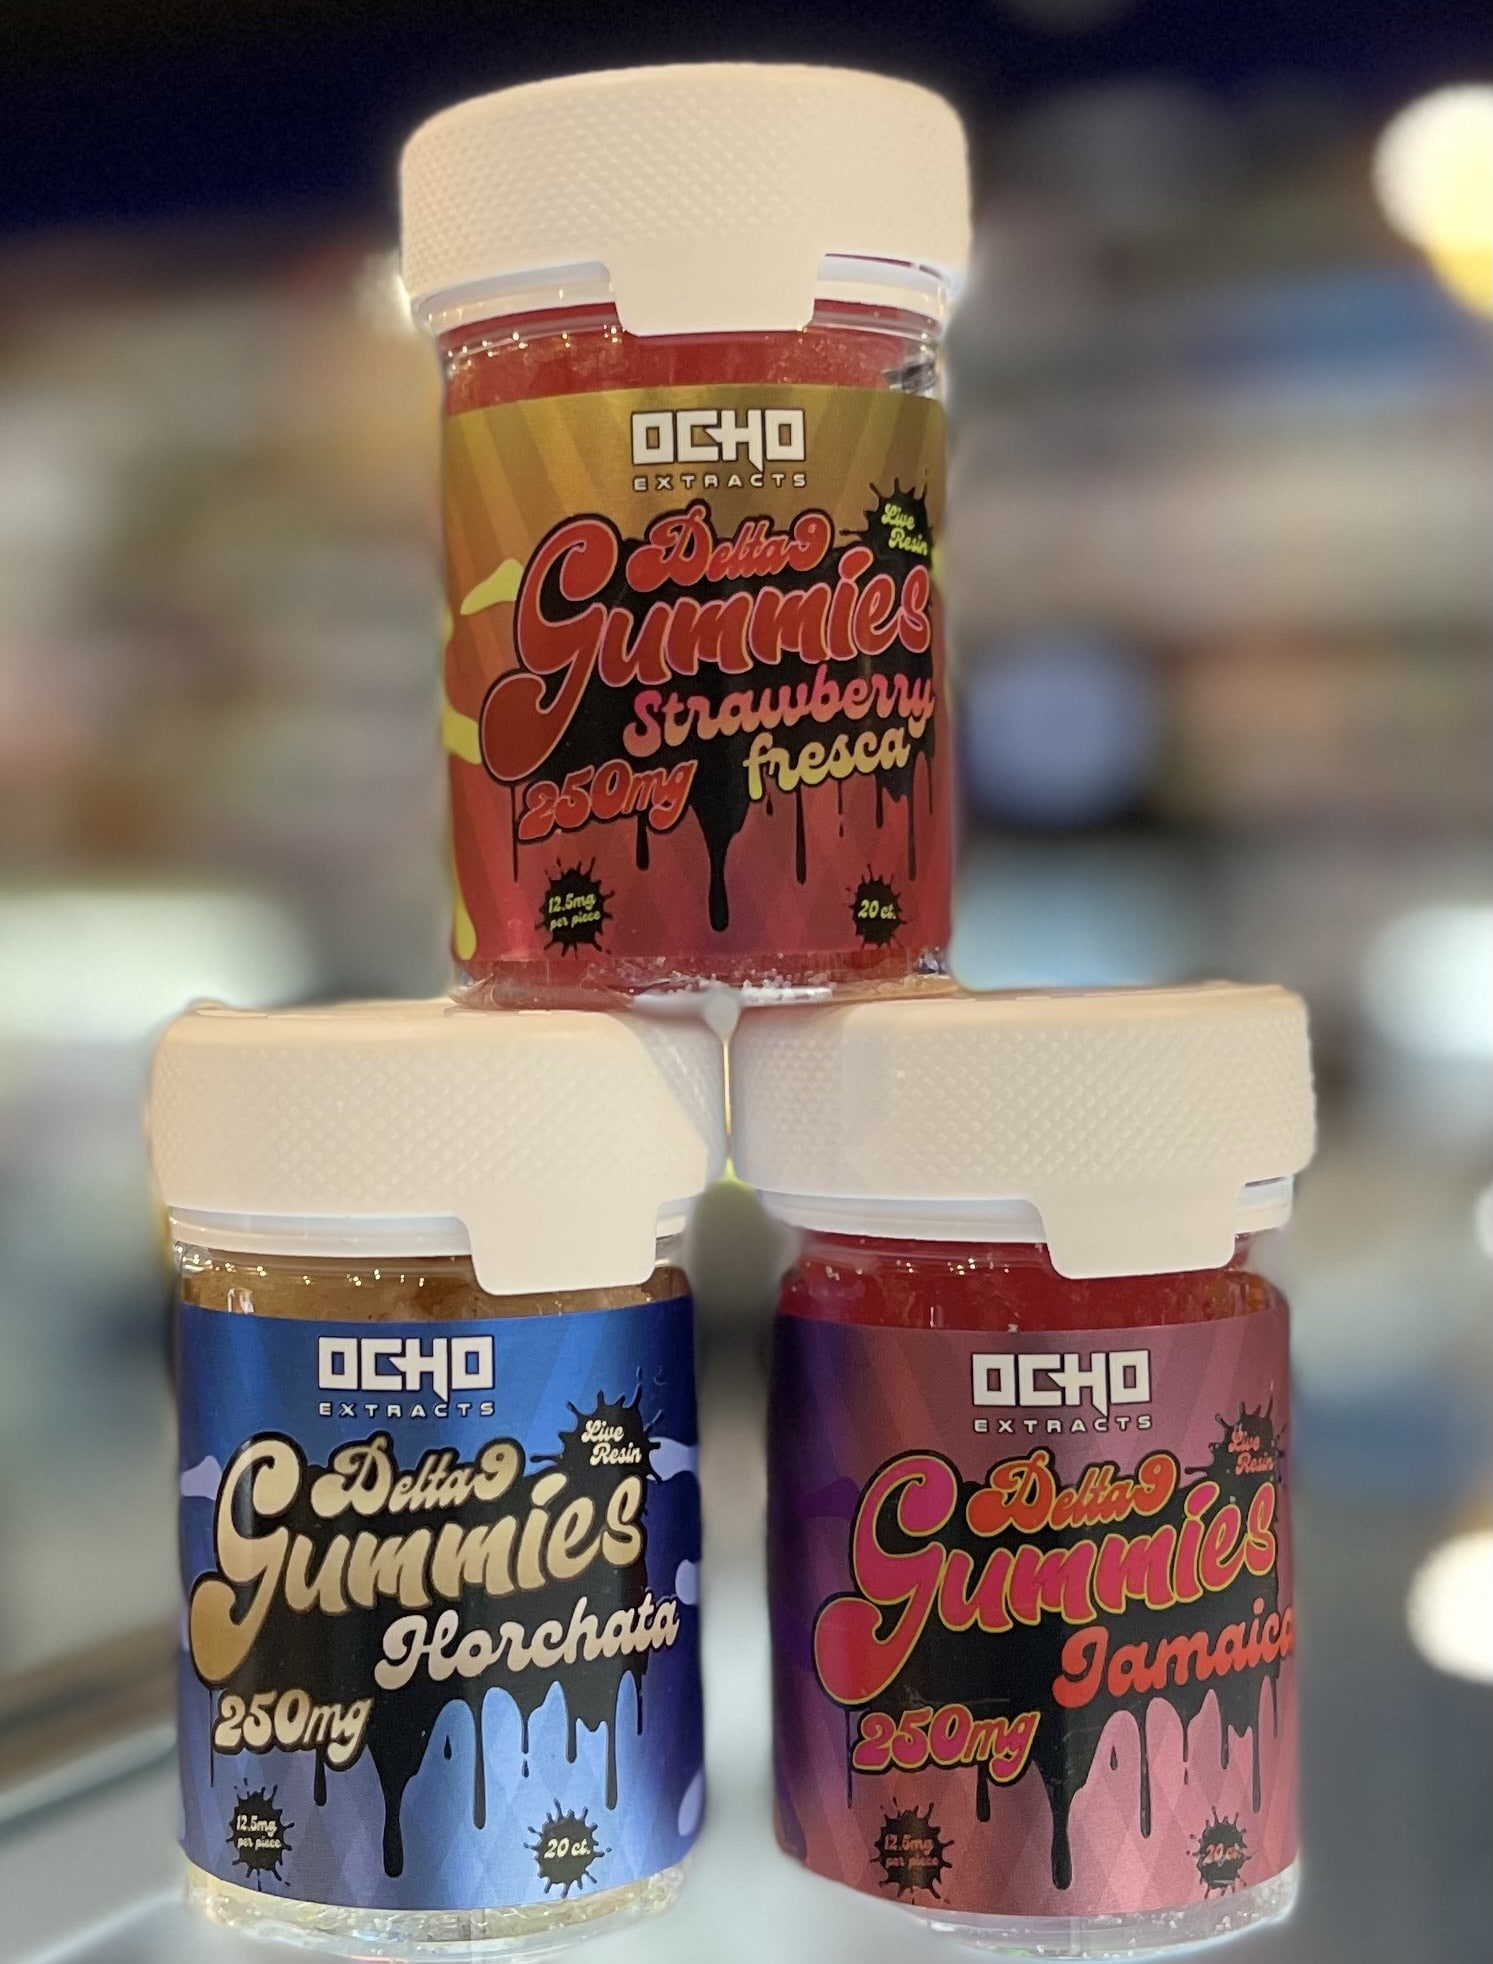 OCHO
EXTRACTS
Live
Resin
Delta9
Gummies
Strawberry
fresca
250mg
12.5mg
per piece
20 ct.
OCHO
EXTRACTS
Live
Resin
Delta9
Gummies
Horchata
250mg
12.5mg
per piece
20 ct.
OCHO
EXTRACTS
Live
Resin
Delta9
Gummies
Jamaica
250mg
12.5mg
per piece
20 ct.